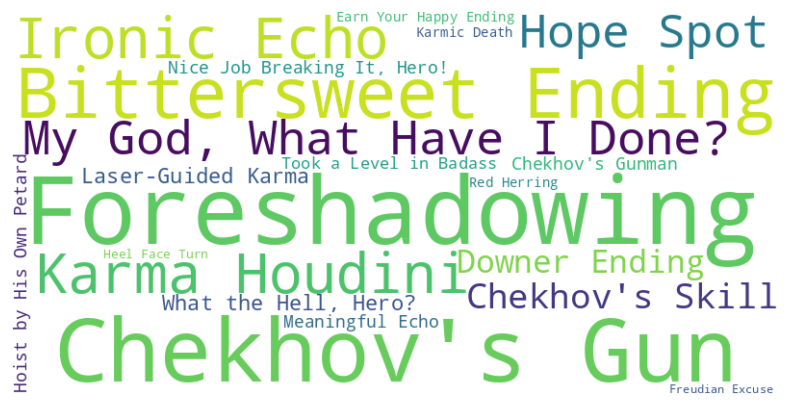 Earn Your Happy Ending
Ironic Echo
Karmic Death
Hope Spot
Nice Job Breaking It, Hero!
Bittersweet Ending
My God, What Have I Done?
Took a Level in Badass
Chekhov's Gunman
Laser-Guided Karma
Red Herring
Foreshadowing
Hoist by His Own Petard
Heel Face Turn
Karma Houdini
Downer Ending
What the Hell, Hero?
Chekhov's Skill
Meaningful Echo
Chekhov's Gun
Freudian Excuse